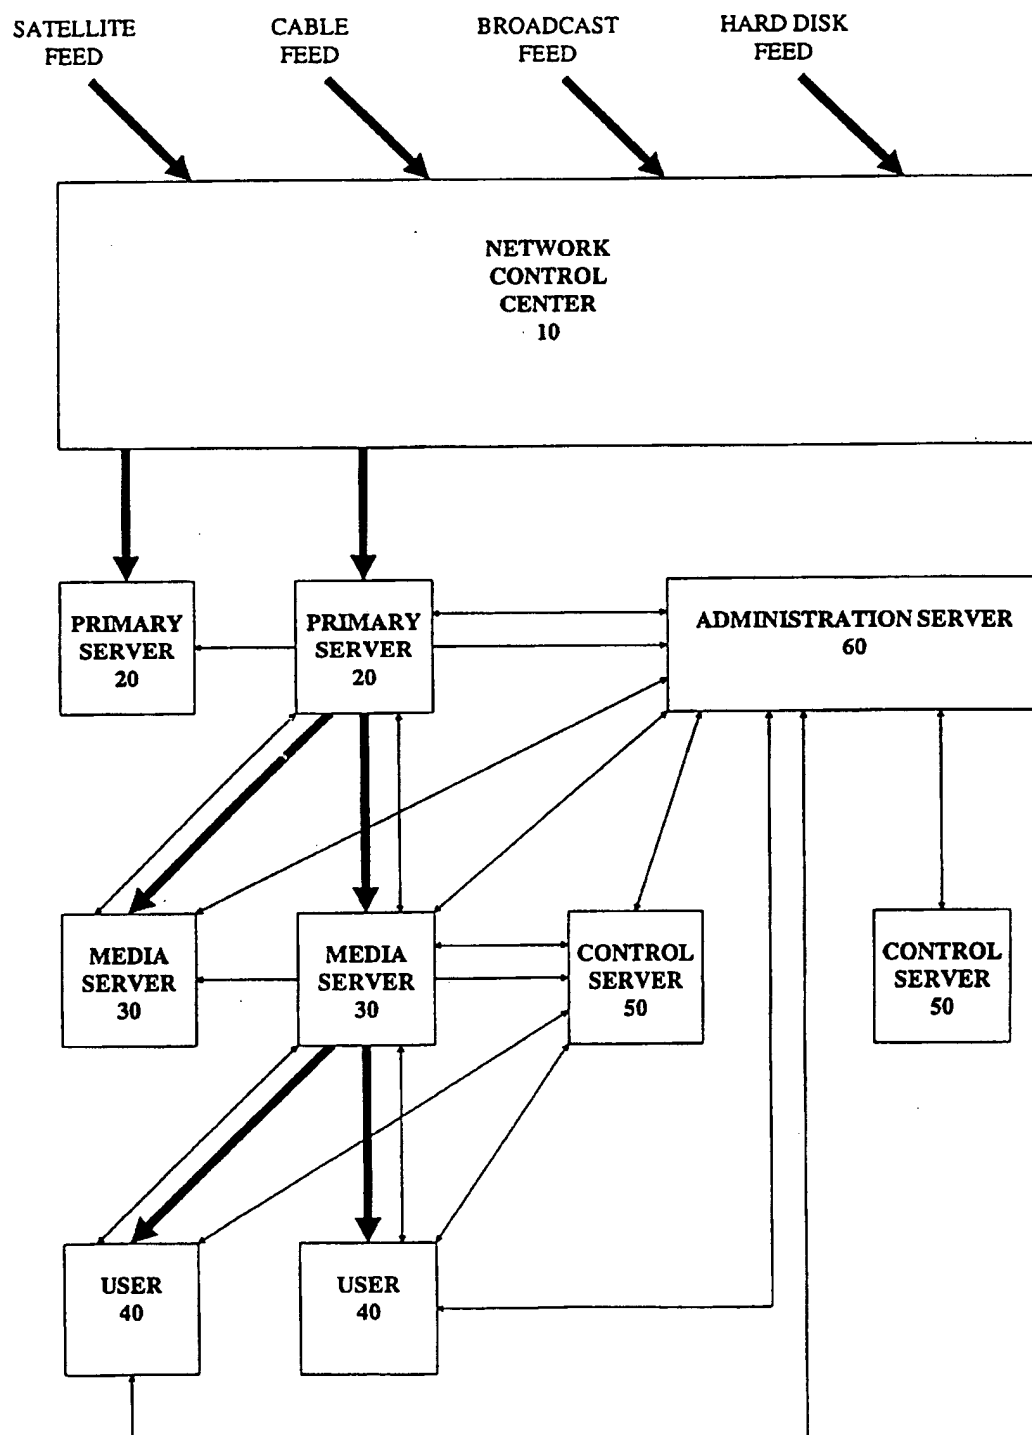 SATELLITE
FEED
CABLE
FEED
BROADCAST
FEED
HARD DISK
FEED
NETWORK
CONTROL
CENTER
10
PRIMARY
SERVER
20
PRIMARY
SERVER
20
ADMINISTRATION SERVER
60
MEDIA
SERVER
30
MEDIA
SERVER
30
CONTROL
SERVER
50
CONTROL
SERVER
50
USER
40
USER
40